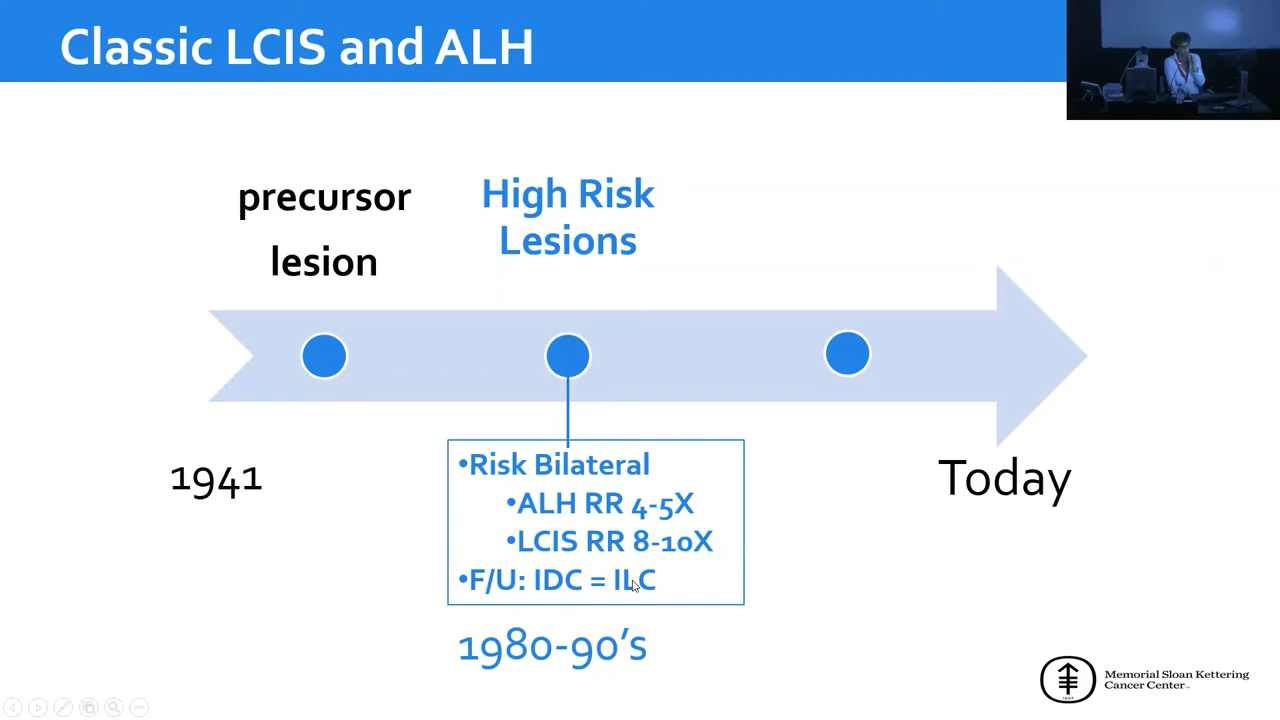 Classic LCIS and ALH
precursor
lesion
High Risk
Lesions
1941
•Risk Bilateral
•ALH RR 4-5X
•LCIS RR 8-10X
•F/U: IDC = ILC
1980-90’s
Today
Memorial Sloan Kettering
Cancer Center